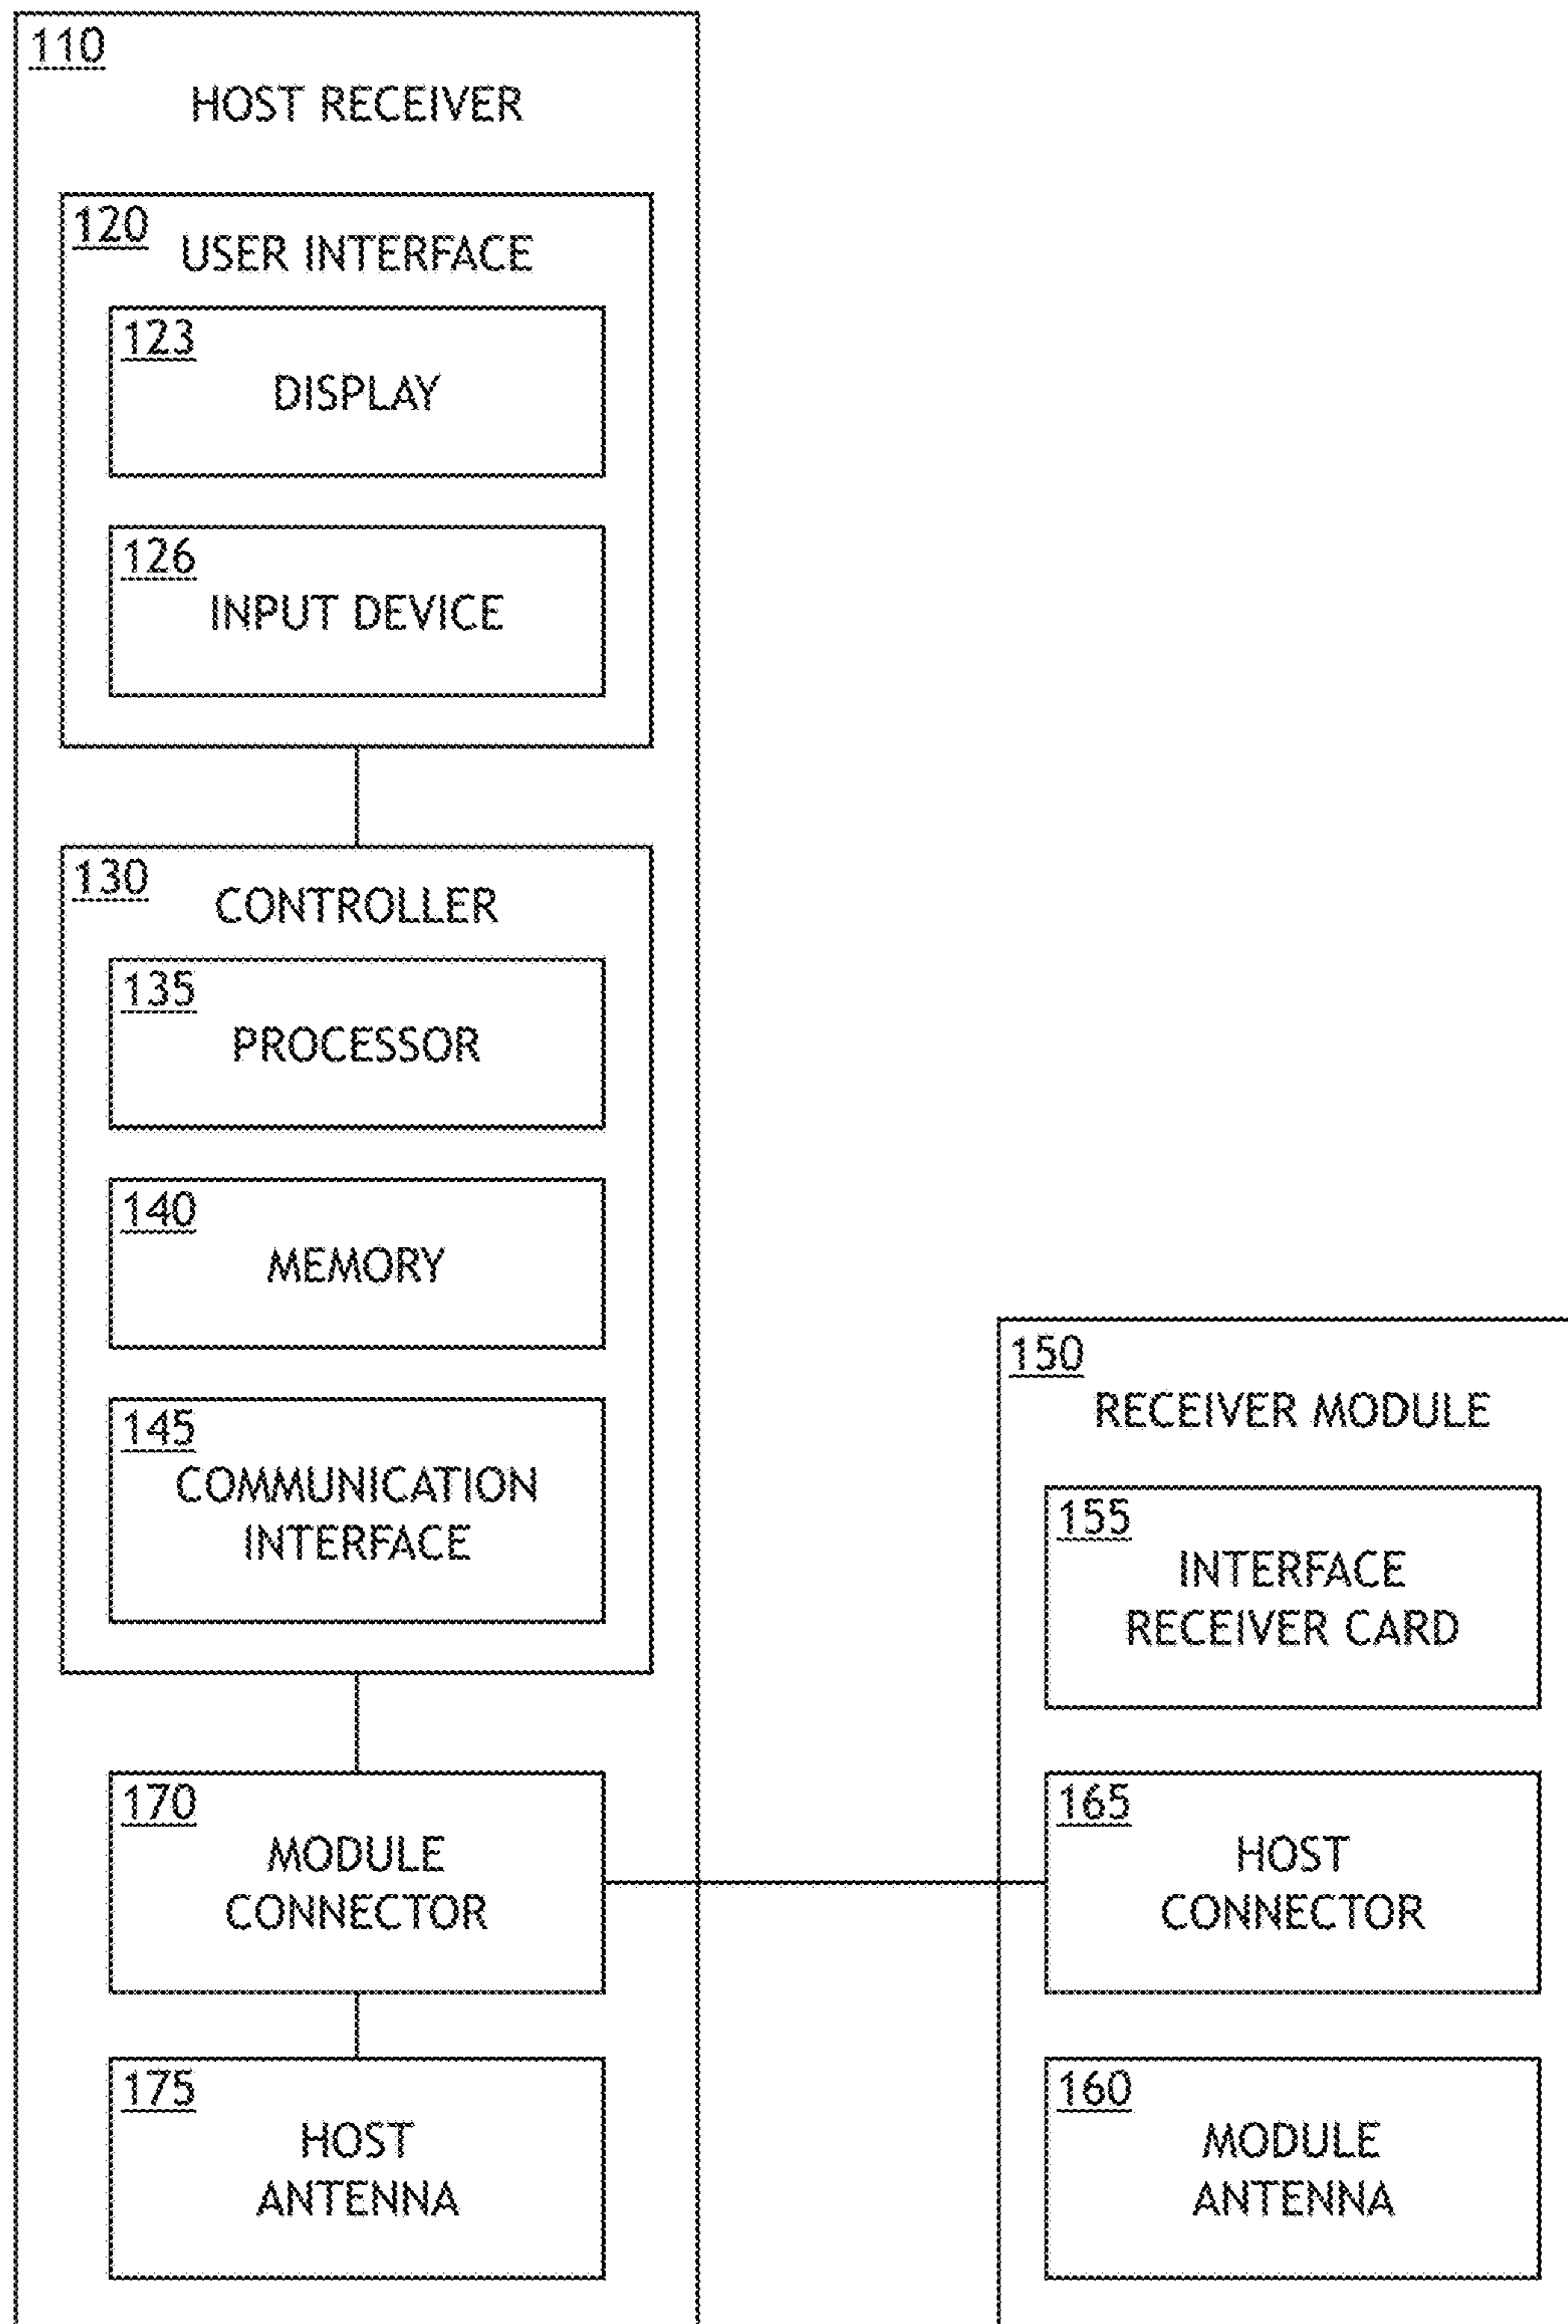 110
HOST RECEIVER
120
USER INTERFACE
123
DISPLAY
126
INPUT DEVICE
130
CONTROLLER
135
PROCESSOR
140
MEMORY
145
COMMUNICATION
INTERFACE
170
MODULE
CONNECTOR
175
HOST
ANTENNA
150
RECEIVER MODULE
155
INTERFACE
RECEIVER CARD
165
HOST
CONNECTOR
160
MODULE
ANTENNA